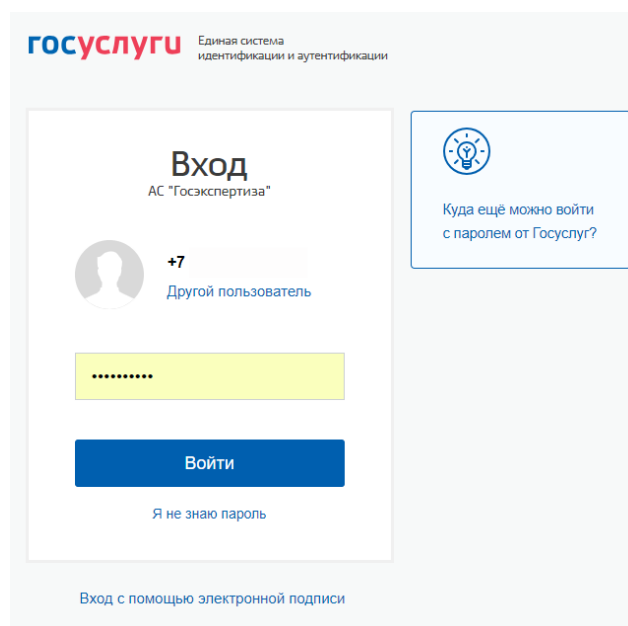 госуслуги
Единая система
идентификации и аутентификации
Вход
АС "Госэкспертиза"
+7
Другой пользователь
••••••••••
Войти
Я не знаю пароль
Вход с помощью электронной подписи
Куда ещё можно войти
с паролем от Госуслуг?